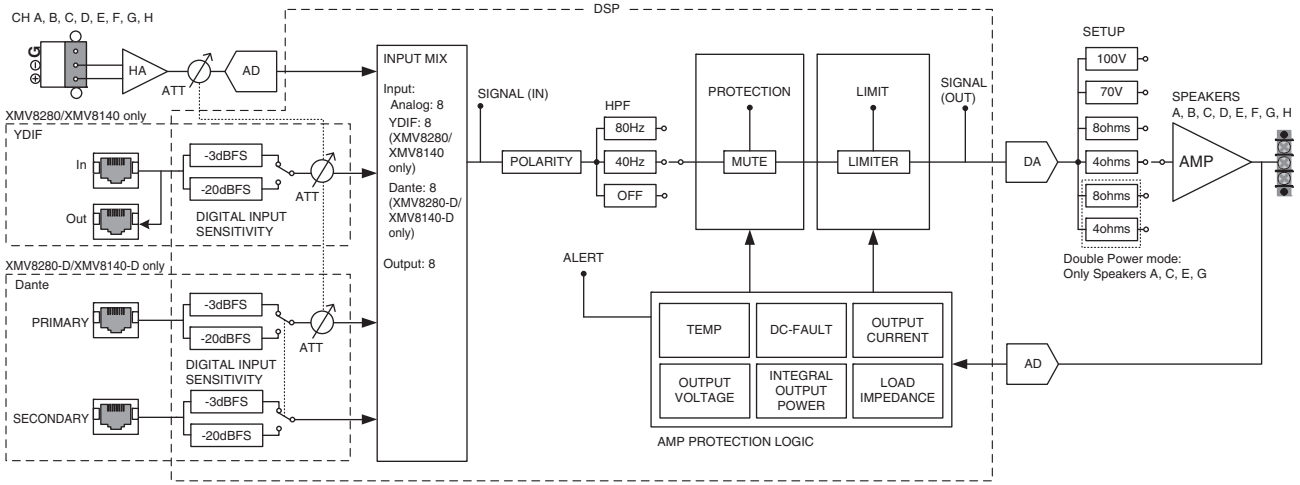 DSP
CH A, B, C, D, E, F, G, H
G
⊖
⊕
HA
ATT
AD
XMV8280/XMV8140 only
YDIF
In
Out
-3dBFS
-20dBFS
DIGITAL INPUT
SENSITIVITY
ATT
XMV8280-D/XMV8140-D only
Dante
PRIMARY
-3dBFS
-20dBFS
ATT
DIGITAL INPUT
SENSITIVITY
SECONDARY
-3dBFS
-20dBFS
INPUT MIX
Input:
Analog: 8
YDIF: 8
(XMV8280/
XMV8140
only)
Dante: 8
(XMV8280-D/
XMV8140-D
only)
Output: 8
SIGNAL (IN)
POLARITY
HPF
80Hz
40Hz
OFF
PROTECTION
MUTE
LIMIT
LIMITER
SIGNAL
(OUT)
ALERT
TEMP
DC-FAULT
OUTPUT
CURRENT
OUTPUT
VOLTAGE
INTEGRAL
OUTPUT
POWER
LOAD
IMPEDANCE
AMP PROTECTION LOGIC
DA
AD
SETUP
100V
70V
8ohms
4ohms
8ohms
4ohms
Double Power mode:
Only Speakers A, C, E, G
SPEAKERS
A, B, C, D, E, F, G, H
AMP